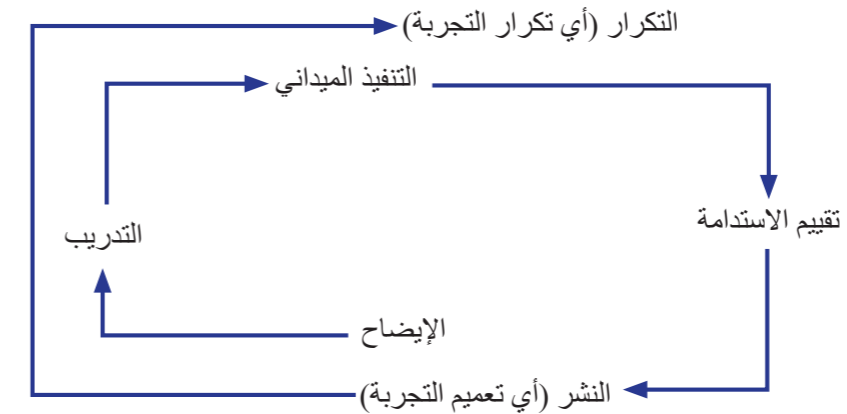 التكرار (أي تكرار التجربة)
التنفيذ الميداني
تقييم الاستدامة
التدريب
الإيضاح
النشر (أي تعميم التجربة)